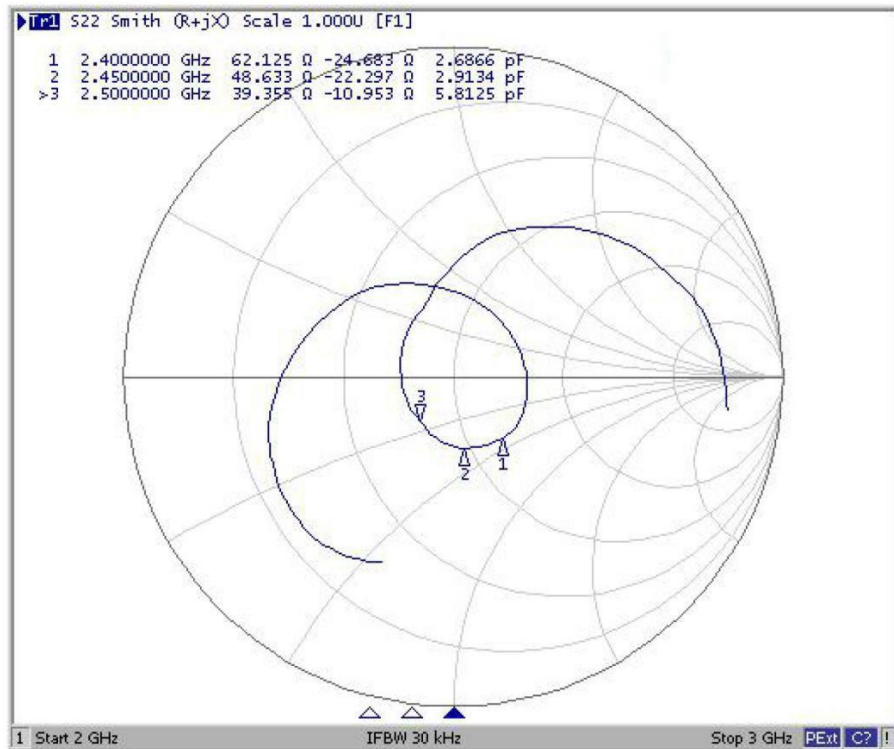 Tr1 S22 Smith (R+jX) Scale 1.000U [F1]
1 2.4000000 GHz 62.125 Ω -24.683 Ω 2.6866 pF
2 2.4500000 GHz 48.633 Ω -22.297 Ω 2.9134 pF
>3 2.5000000 GHz 39.355 Ω -10.953 Ω 5.8125 pF
3
2
1
1 Start 2 GHz IFBW 30 kHz Stop 3 GHz PExt C? !